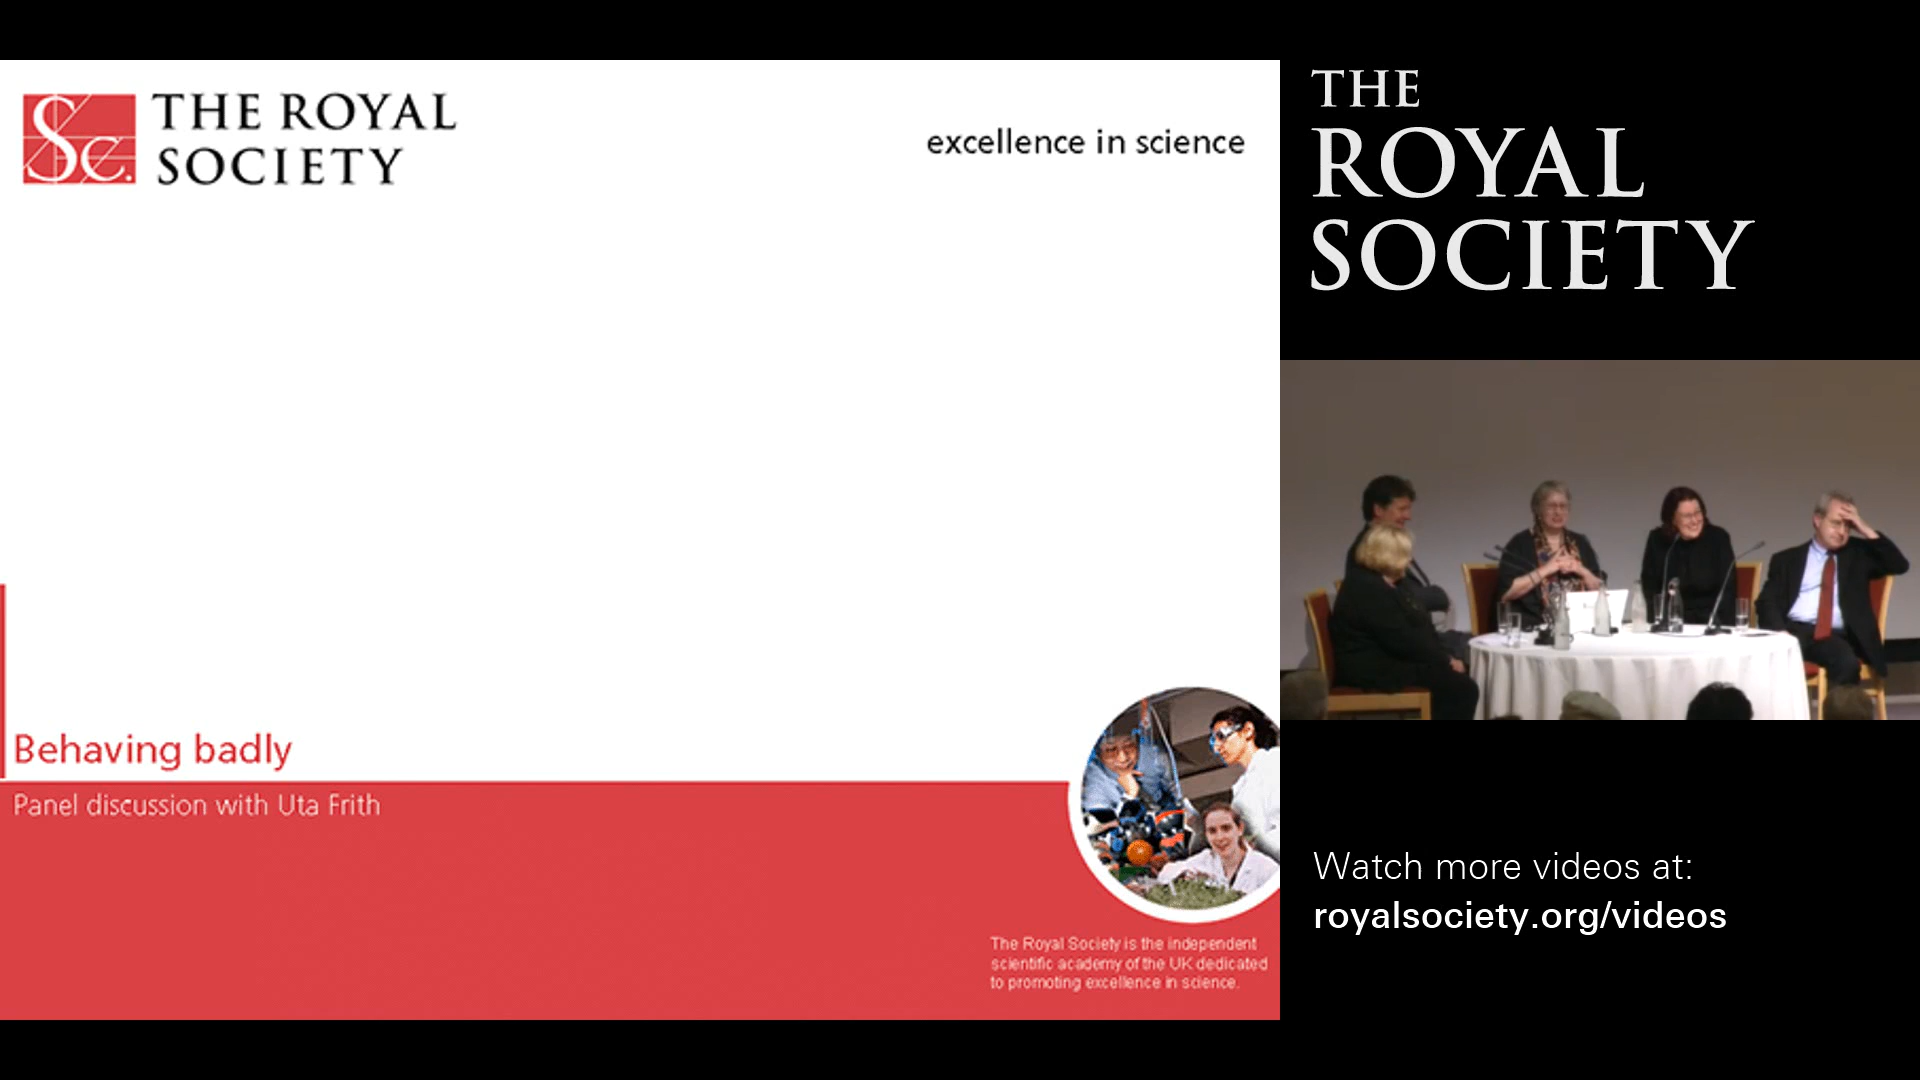 THE ROYAL
SOCIETY
excellence in science
Behaving badly
Panel discussion with Uta Frith
The Royal Society is the independent
scientific academy of the UK dedicated
to promoting excellence in science.
THE
ROYAL
SOCIETY
Watch more videos at:
royalsociety.org/videos